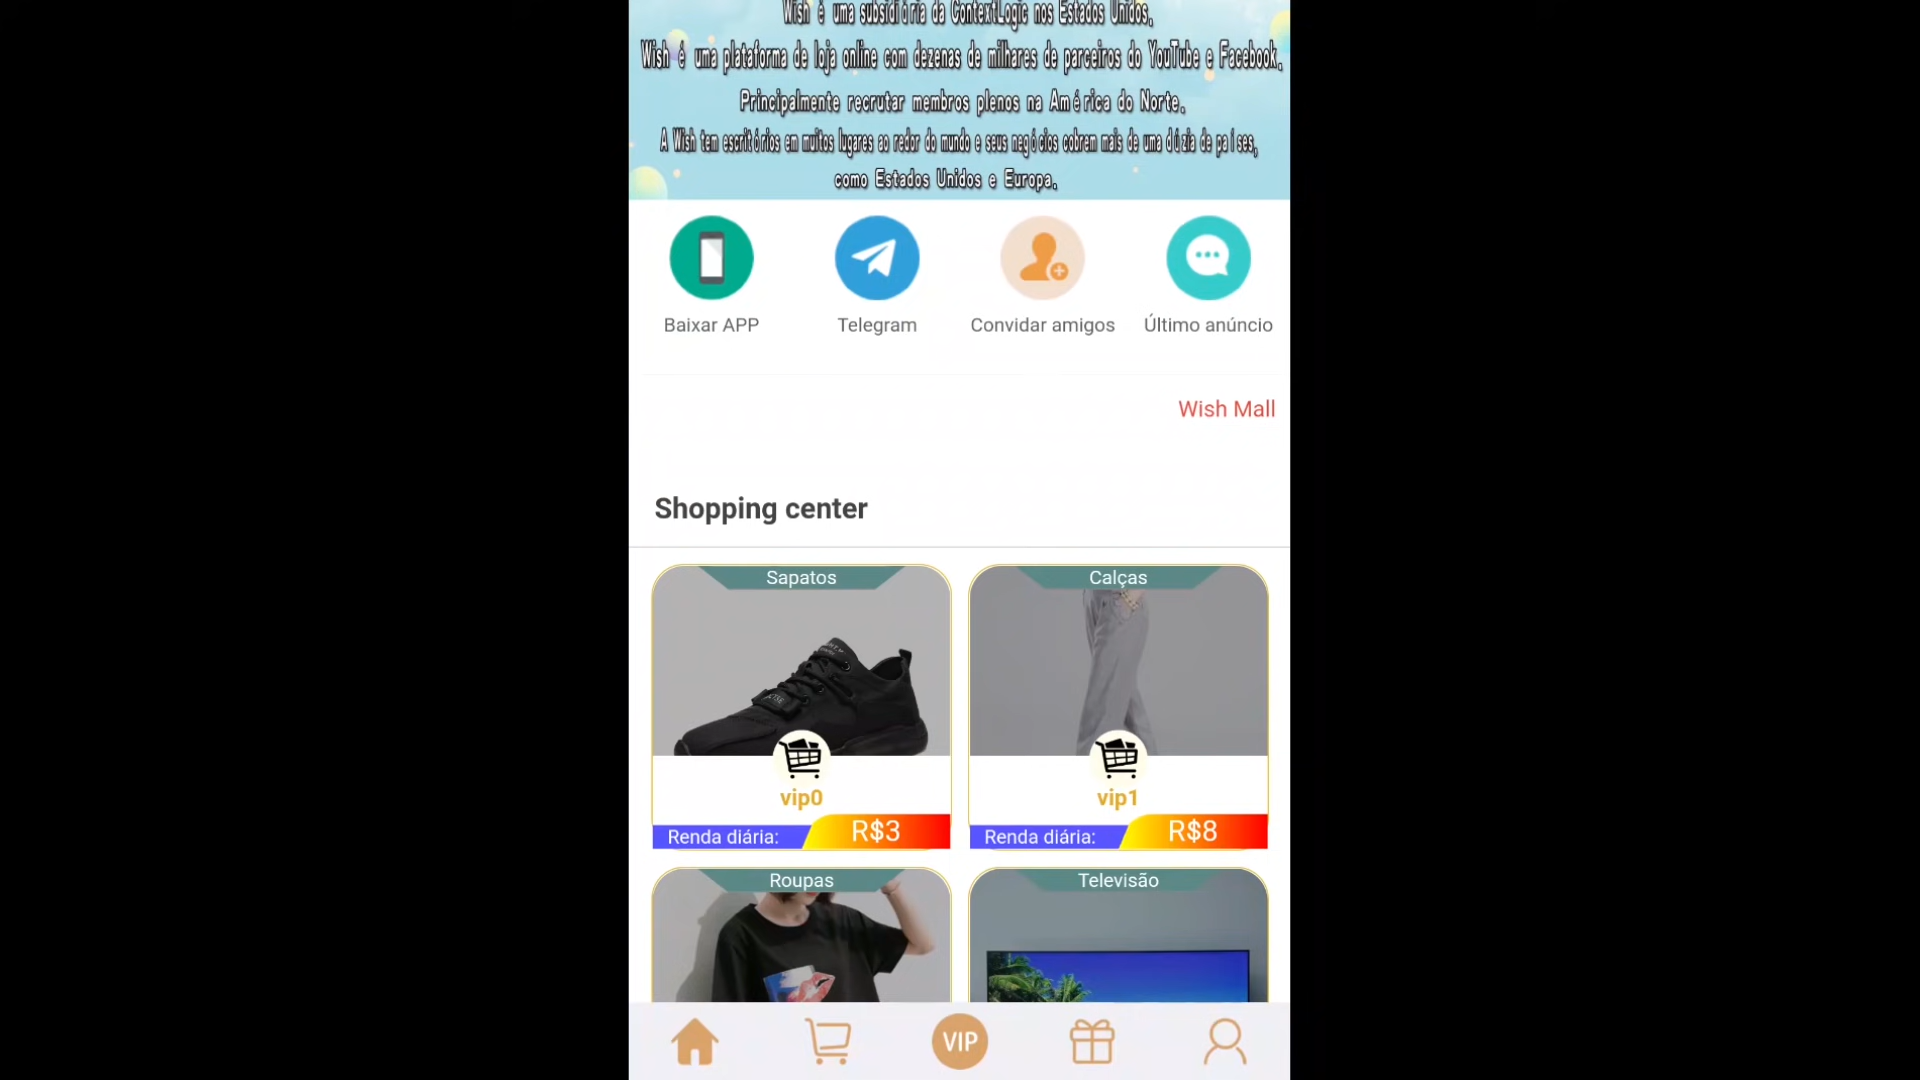 Wish é uma subsidiária da ContextLogic nos Estados Unidos.
Wish é uma plataforma de loja online com dezenas de milhares de parceiros do YouTube e Facebook.
Principalmente recrutar membros plenos na América do Norte.
A Wish tem escritórios em muitos lugares ao redor do mundo e seus negócios cobrem mais de uma dúzia de países,
como Estados Unidos e Europa.
Baixar APP
Telegram
Convidar amigos
Último anúncio
Wish Mall
Shopping center
Sapatos
Calças
vip0
vip1
Renda diária:
R$3
Renda diária:
R$8
Roupas
Televisão
VIP